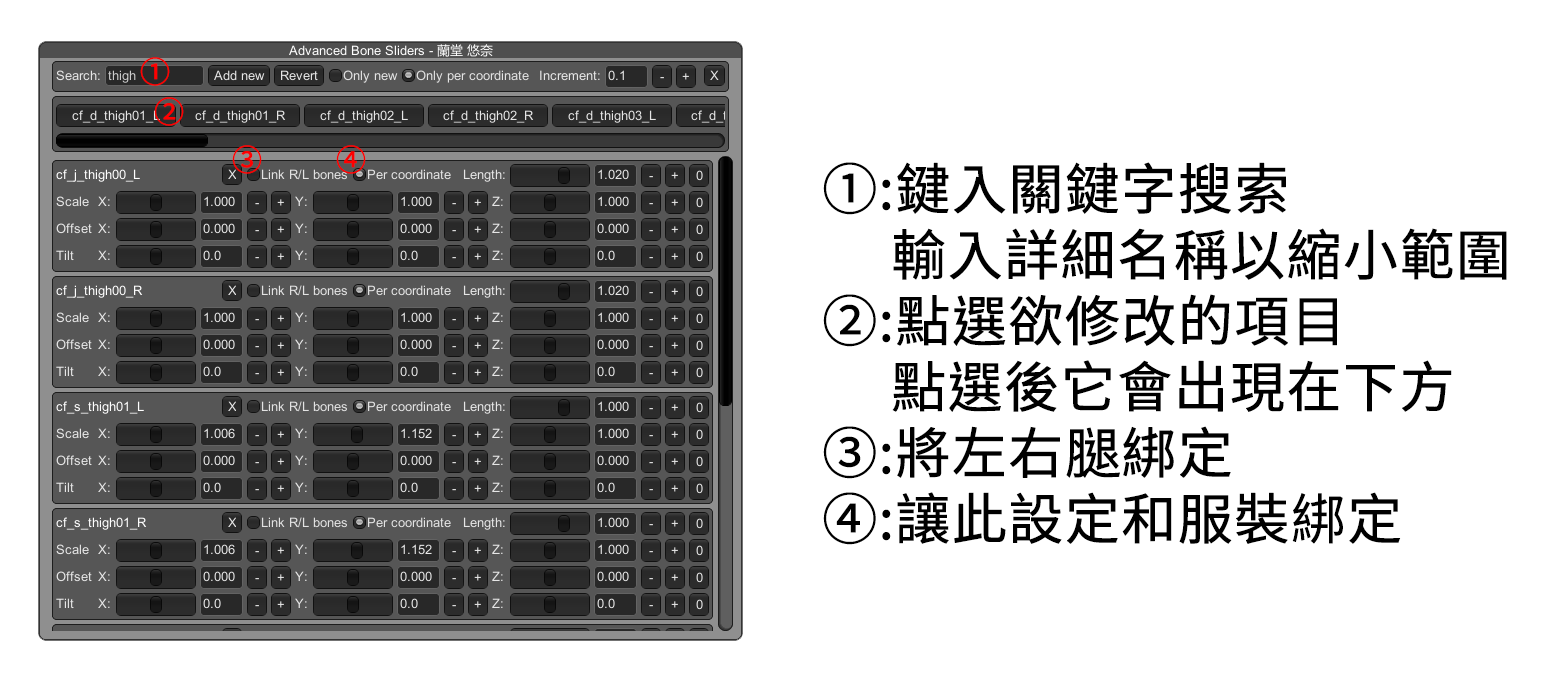 Advanced Bone Sliders - 蘭堂 悠奈
Search: thigh ① Add new Revert Only new Only per coordinate Increment: 0.1 - + X
cf_d_thigh01_L ② cf_d_thigh01_R cf_d_thigh02_L cf_d_thigh02_R cf_d_thigh03_L cf_d_t
③ ④
cf_j_thigh00_L X Link R/L bones Per coordinate Length: 1.020 - + 0
Scale X: 1.000 - + Y: 1.000 - + Z: 1.000 - + 0
Offset X: 0.000 - + Y: 0.000 - + Z: 0.000 - + 0
Tilt X: 0.0 - + Y: 0.0 - + Z: 0.0 - + 0
cf_j_thigh00_R X Link R/L bones Per coordinate Length: 1.020 - + 0
Scale X: 1.000 - + Y: 1.000 - + Z: 1.000 - + 0
Offset X: 0.000 - + Y: 0.000 - + Z: 0.000 - + 0
Tilt X: 0.0 - + Y: 0.0 - + Z: 0.0 - + 0
cf_s_thigh01_L X Link R/L bones Per coordinate Length: 1.000 - + 0
Scale X: 1.006 - + Y: 1.152 - + Z: 1.000 - + 0
Offset X: 0.000 - + Y: 0.000 - + Z: 0.000 - + 0
Tilt X: 0.0 - + Y: 0.0 - + Z: 0.0 - + 0
cf_s_thigh01_R X Link R/L bones Per coordinate Length: 1.000 - + 0
Scale X: 1.006 - + Y: 1.152 - + Z: 1.000 - + 0
Offset X: 0.000 - + Y: 0.000 - + Z: 0.000 - + 0
Tilt X: 0.0 - + Y: 0.0 - + Z: 0.0 - + 0
①:鍵入關鍵字搜索
輸入詳細名稱以縮小範圍
②:點選欲修改的項目
點選後它會出現在下方
③:將左右腿綁定
④:讓此設定和服裝綁定